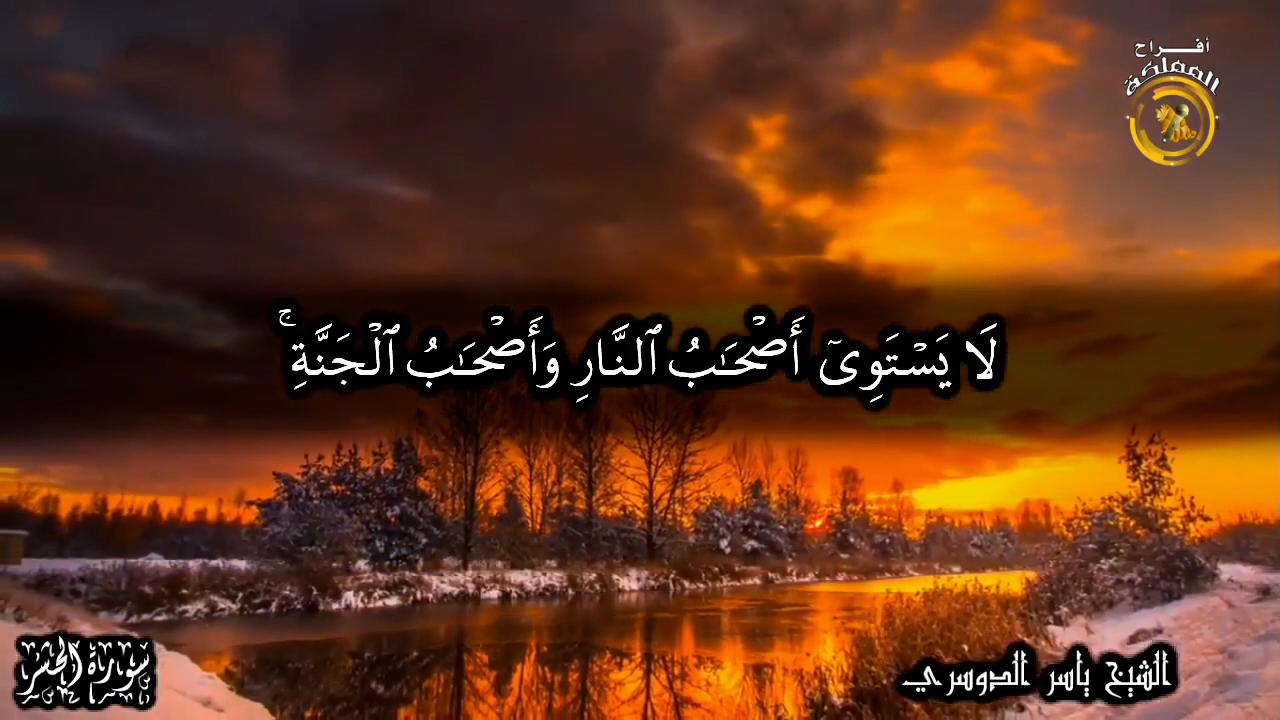 أفراح
المملكة
لَا يَسْتَوِىٓ أَصْحَـٰبُ ٱلنَّارِ وَأَصْحَـٰبُ ٱلْجَنَّةِ ۚ
سورة الحشر
الشيخ ياسر الدوسري